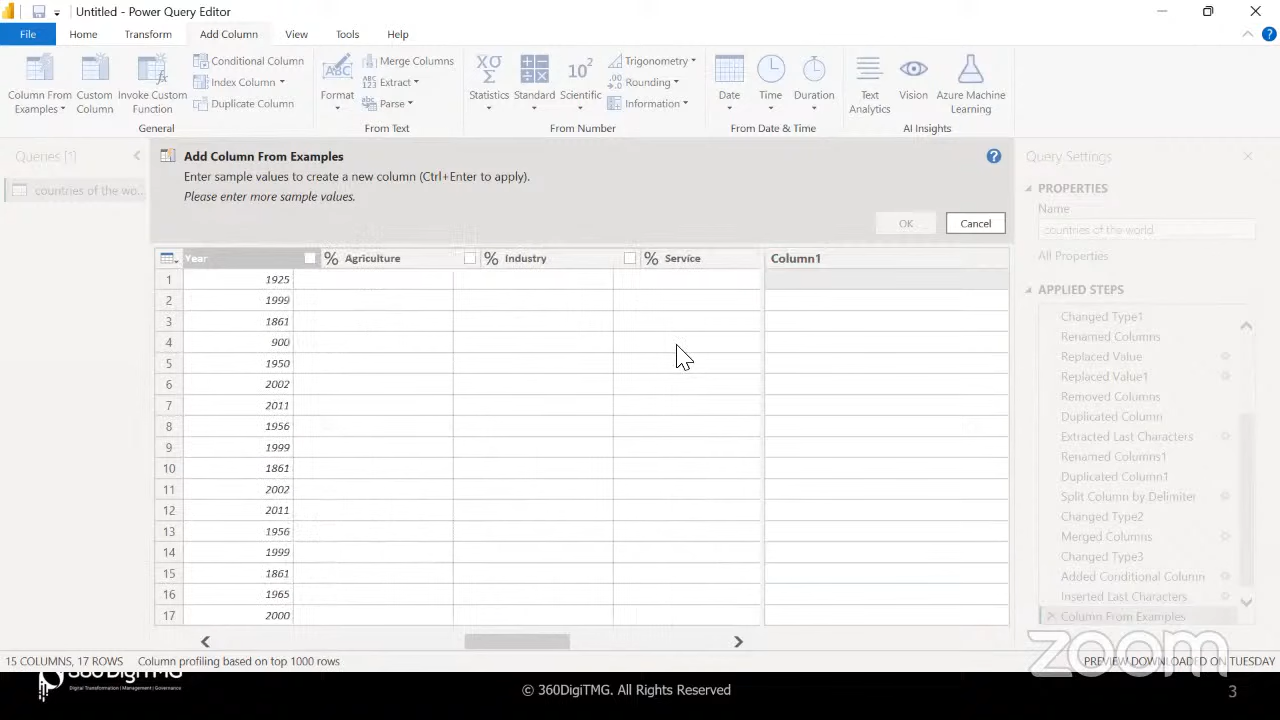 Untitled - Power Query Editor
File Home Transform Add Column View Tools Help
Column From Examples
Custom Column
Invoke Custom Function
Conditional Column
Index Column
Duplicate Column
General
Format
Merge Columns
Extract
Parse
From Text
Statistics
Standard
Scientific
Trigonometry
Rounding
Information
From Number
Date
Time
Duration
From Date & Time
Text Analytics
Vision
Azure Machine Learning
AI Insights
Queries [1]
countries of the wo...
Add Column From Examples
Enter sample values to create a new column (Ctrl+Enter to apply).
Please enter more sample values.
OK Cancel
Year % Agriculture % Industry % Service Column1
1 1925
2 1999
3 1861
4 900
5 1950
6 2002
7 2011
8 1956
9 1999
10 1861
11 2002
12 2011
13 1956
14 1999
15 1861
16 1965
17 2000
Query Settings
PROPERTIES
Name
countries of the world
All Properties
APPLIED STEPS
Changed Type1
Renamed Columns
Replaced Value
Replaced Value1
Removed Columns
Duplicated Column
Extracted Last Characters
Renamed Columns1
Duplicated Column1
Split Column by Delimiter
Changed Type2
Merged Columns
Changed Type3
Added Conditional Column
Inserted Last Characters
Column From Examples
zoom
15 COLUMNS, 17 ROWS Column profiling based on top 1000 rows
PREVIEW DOWNLOADED ON TUESDAY
360DigiTMG
Digital Transformation | Management | Governance
© 360DigiTMG. All Rights Reserved
3